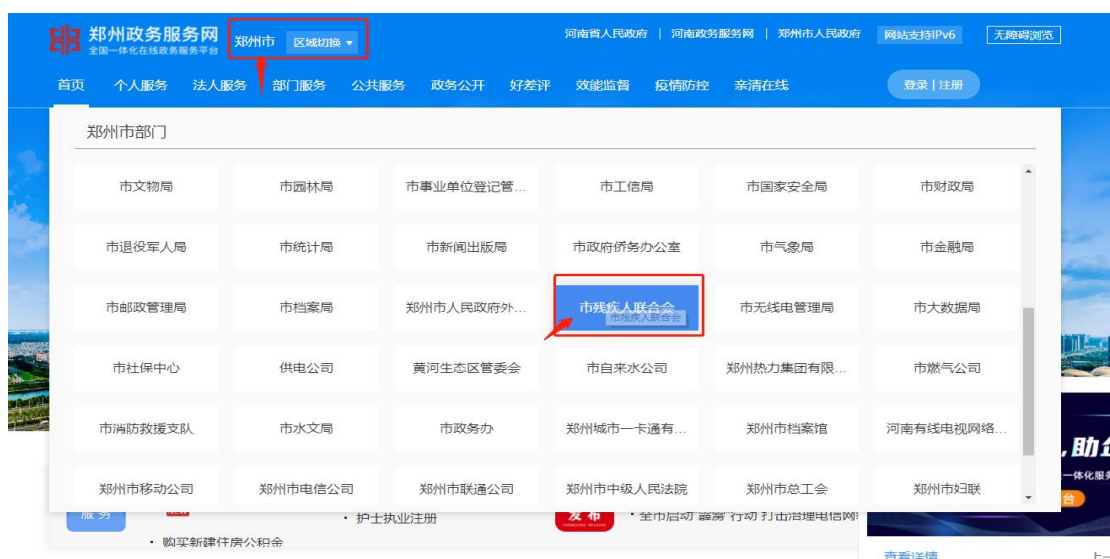 郑州政务服务网
全国一体化在线政务服务平台
郑州市 区域切换
河南省人民政府 | 河南政务服务网 | 郑州市人民政府 网站支持IPv6 无障碍浏览
首页 个人服务 法人服务 部门服务 公共服务 政务公开 好差评 效能监督 疫情防控 亲清在线 登录 | 注册
郑州市部门
市文物局 市园林局 市事业单位登记管... 市工信局 市国家安全局 市财政局
市退役军人局 市统计局 市新闻出版局 市政府侨务办公室 市气象局 市金融局
市邮政管理局 市档案局 郑州市人民政府外... 市残疾人联合会 市无线电管理局 市大数据局
市残疾人联合会
市社保中心 供电公司 黄河生态区管委会 市自来水公司 郑州热力集团有限... 市燃气公司
市消防救援支队 市水文局 市政务办 郑州城市一卡通有... 郑州市档案馆 河南有线电视网络...
郑州市移动公司 郑州市电信公司 郑州市联通公司 郑州市中级人民法院 郑州市总工会 郑州市妇联
,助
一体化服
台
服务
· 护士执业注册
发布
· 购买新建住房公积金
查看详情
上一